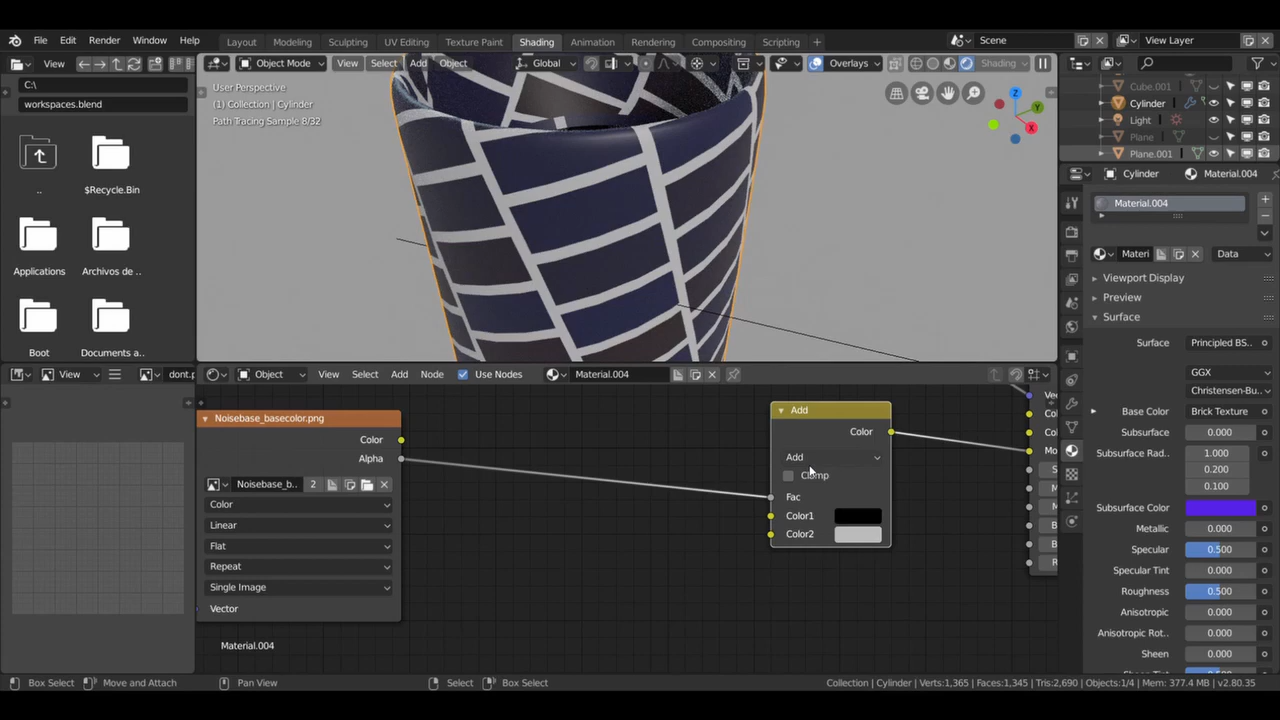 File Edit Render Window Help Layout Modeling Sculpting UV Editing Texture Paint Shading Animation Rendering Compositing Scripting + Scene View Layer
View
Object Mode View Select Add Object Global Overlays Shading
C:\
workspaces.blend
..
$Recycle.Bin
Applications
Archivos de ..
Boot
Documents a..
User Perspective
(1) Collection | Cylinder
Path Tracing Sample 8/32
Z
Y
X
Cube.001
Cylinder
Light
Plane
Plane.001
Cylinder Material.004
Material.004
Materi Data
Viewport Display
Preview
Surface
Surface Principled BS..
GGX
Christensen-Bu..
Base Color Brick Texture
Subsurface 0.000
Subsurface Rad.. 1.000
0.200
0.100
Subsurface Color
Metallic 0.000
Specular 0.500
Specular Tint 0.000
Roughness 0.500
Anisotropic 0.000
Anisotropic Rot.. 0.000
Sheen 0.000
View dont.p
Object View Select Add Node Use Nodes Material.004
Noisebase_basecolor.png
Color
Alpha
Noisebase_b.. 2
Color
Linear
Flat
Repeat
Single Image
Vector
Material.004
Add
Color
Add
Clamp
Fac
Color1
Color2
Box Select Move and Attach Pan View Select Box Select Collection | Cylinder | Verts:1,365 | Faces:1,345 | Tris:2,690 | Objects:1/4 | Mem: 377.4 MB | v2.80.35